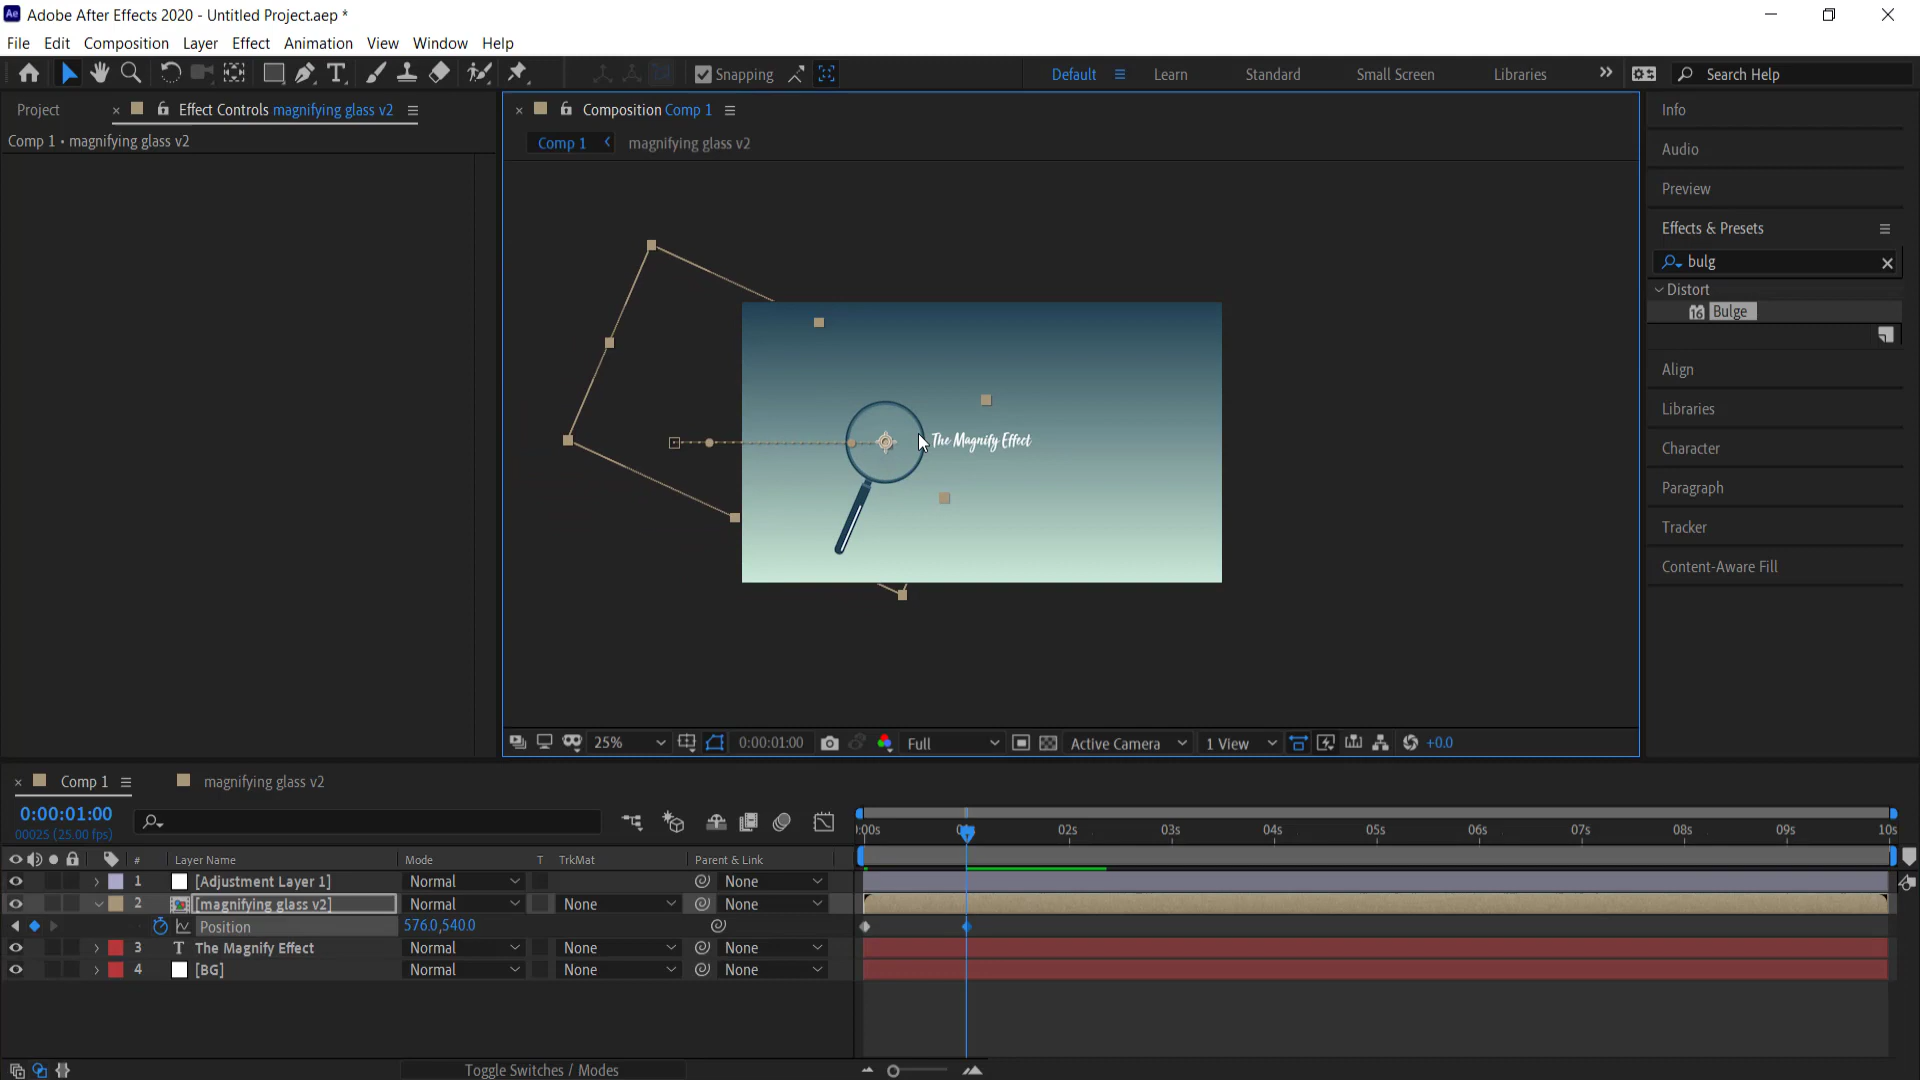 Adobe After Effects 2020 - Untitled Project.aep *
File Edit Composition Layer Effect Animation View Window Help
Snapping Default Learn Standard Small Screen Libraries Search Help
Project Effect Controls magnifying glass v2
Comp 1 • magnifying glass v2
Composition Comp 1
Comp 1 magnifying glass v2
The Magnify Effect
25% 0:00:01:00 Full Active Camera 1 View +0.0
Info
Audio
Preview
Effects & Presets
bulg
Distort
16 Bulge
Align
Libraries
Character
Paragraph
Tracker
Content-Aware Fill
Comp 1 magnifying glass v2
0:00:01:00
00025 (25.00 fps)
:00s 02s 03s 04s 05s 06s 07s 08s 09s 10s
# Layer Name Mode T TrkMat Parent & Link
1 [Adjustment Layer 1] Normal None
2 [magnifying glass v2] Normal None None
Position 576.0,540.0
3 T The Magnify Effect Normal None None
4 [BG] Normal None None
Toggle Switches / Modes